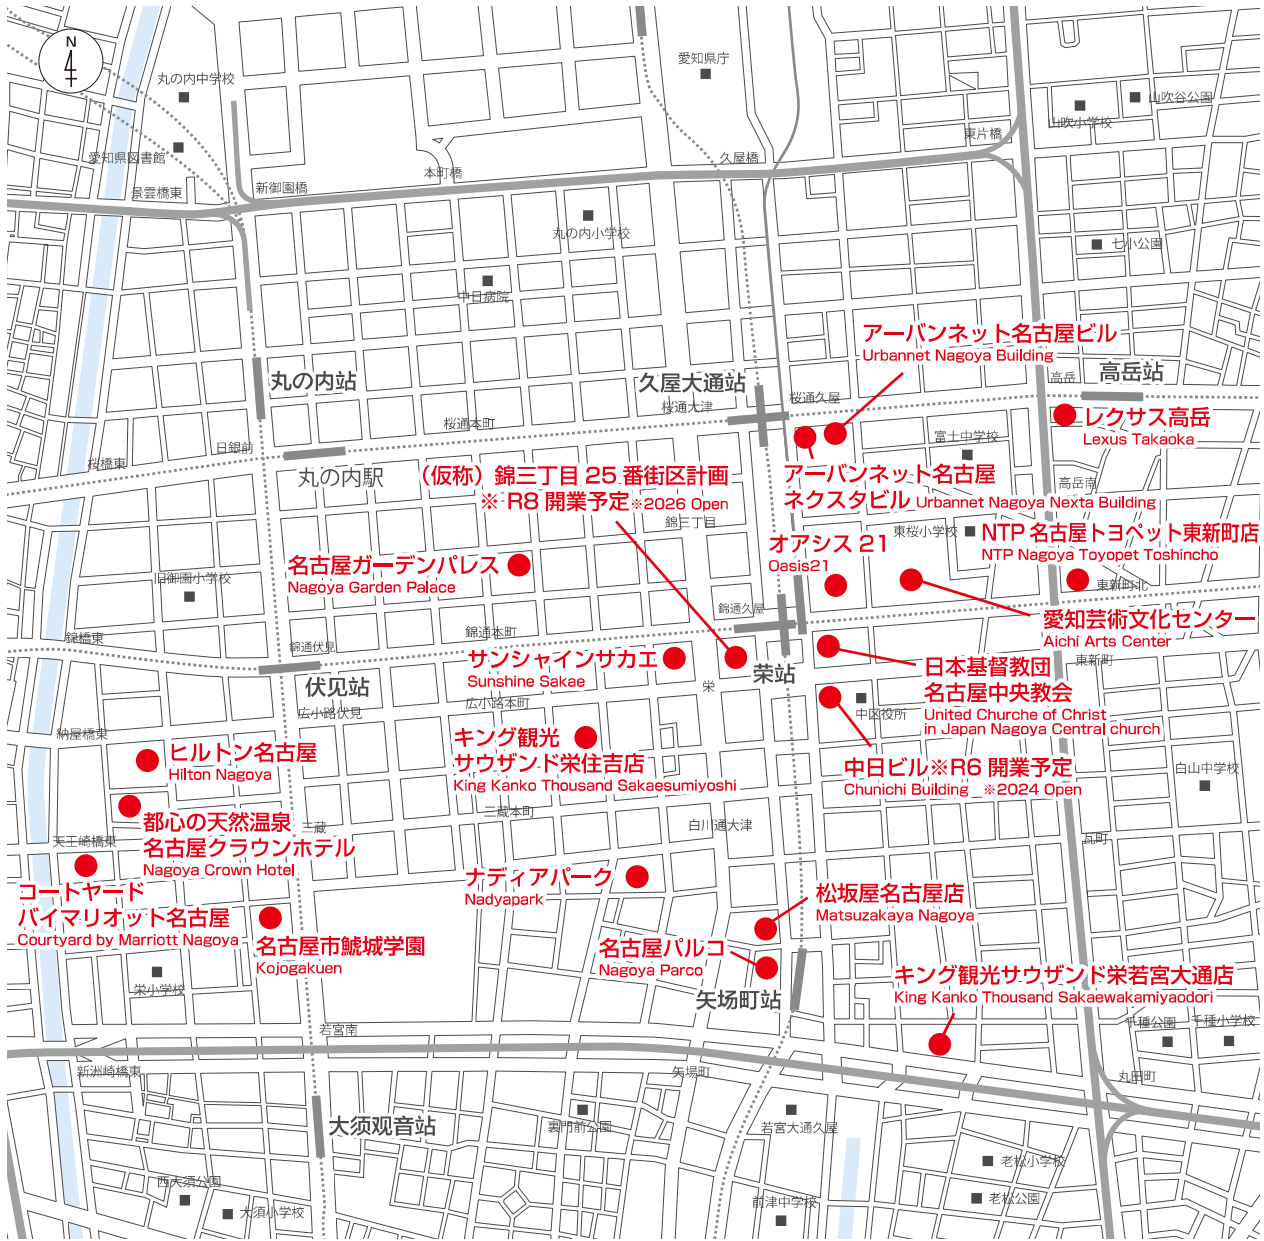 N
丸の内中学校
愛知県図書館
景雲橋東
新御園橋
本町橋
愛知県庁
久屋橋
東片橋
山吹小学校
山吹谷公園
七小公園
丸の内小学校
中日病院
アーバンネット名古屋ビル
Urbannet Nagoya Building
丸の内站
久屋大通站
高岳
高岳站
桜通大津
桜通久屋
桜通本町
日銀前
桜橋東
丸の内駅
レクサス高岳
Lexus Takaoka
富士中学校
高岳南
(仮称)錦三丁目 25 番街区計画
※ R8 開業予定※2026 Open
錦三丁目
アーバンネット名古屋
ネクスタビル Urbannet Nagoya Nexta Building
東桜小学校
NTP 名古屋トヨペット東新町店
NTP Nagoya Toyopet Toshincho
オアシス 21
Oasis21
名古屋ガーデンパレス
Nagoya Garden Palace
旧御園小学校
東新町北
錦通久屋
愛知芸術文化センター
Aichi Arts Center
錦橋東
錦通伏見
錦通本町
サンシャインサカエ
Sunshine Sakae
栄站
栄
東新町
日本基督教団
名古屋中央教会
United Churche of Christ
in Japan Nagoya Central church
伏见站
広小路伏見
広小路本町
中区役所
納屋橋東
ヒルトン名古屋
Hilton Nagoya
キング観光
サウザンド栄住吉店
King Kanko Thousand Sakaesumiyoshi
中日ビル※R6 開業予定
Chunichi Building ※2024 Open
白山中学校
都心の天然温泉
名古屋クラウンホテル
Nagoya Crown Hotel
三蔵
三蔵本町
白川通大津
瓦町
天王崎橋東
コートヤード
バイマリオット名古屋
Courtyard by Marriott Nagoya
ナディアパーク
Nadyapark
松坂屋名古屋店
Matsuzakaya Nagoya
名古屋市鯱城学園
Kojogakuen
名古屋パルコ
Nagoya Parco
矢场町站
キング観光サウザンド栄若宮大通店
King Kanko Thousand Sakaewakamiyaodori
栄小学校
若宮南
千種公園
千種小学校
新洲崎橋東
矢場町
丸田町
大须观音站
裏門前公園
若宮大通久屋
老松小学校
老松公園
西大須公園
大須小学校
前津中学校